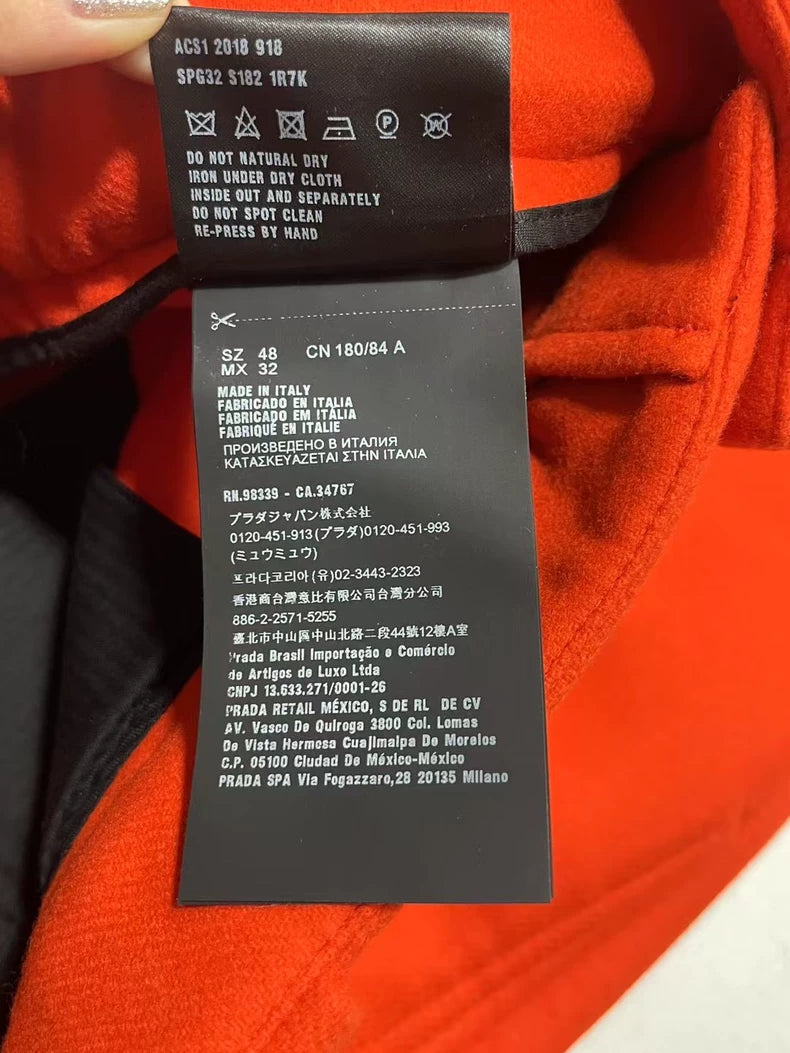 ACS1 2018 918
SPG32 S182 1R7K
DO NOT NATURAL DRY
IRON UNDER DRY CLOTH
INSIDE OUT AND SEPARATELY
DO NOT SPOT CLEAN
RE-PRESS BY HAND
SZ 48 CN 180/84 A
MX 32
MADE IN ITALY
FABRICADO EN ITALIA
FABRICADO EM ITÁLIA
FABRIQUÉ EN ITALIE
ПРОИЗВЕДЕНО В ИТАЛИЯ
ΚΑΤΑΣΚΕΥΑΖΕΤΑΙ ΣΤΗΝ ΙΤΑΛΙΑ
RN.98339 - CA.34767
プラダジャパン株式会社
0120-451-913(プラダ)0120-451-993
(ミュウミュウ)
프라다코리아(유)02-3443-2323
香港商台灣意比有限公司台灣分公司
886-2-2571-5255
臺北市中山區中山北路二段44號12樓A室
Prada Brasil Importação e Comércio
de Artigos de Luxo Ltda
CNPJ 13.633.271/0001-26
PRADA RETAIL MÉXICO, S DE RL DE CV
AV. Vasco De Quiroga 3800 Col. Lomas
De Vista Hermosa Cuajimalpa De Morelos
C.P. 05100 Ciudad De México-México
PRADA SPA Via Fogazzaro,28 20135 Milano